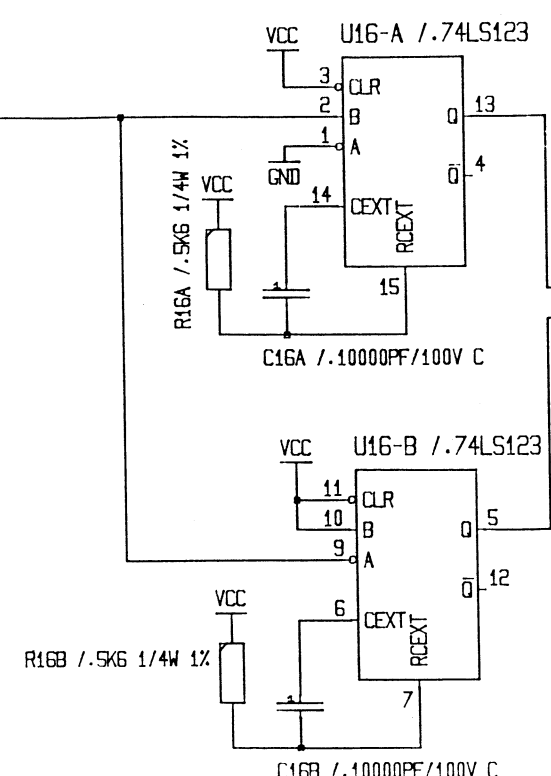 U16-A /.74LS123
VCC
3
CLR
2
B
Q
13
1
A
GND
Q
4
R16A /.5K6 1/4W 1%
VCC
14
CEXT
RCEXT
1
15
C16A /.10000PF/100V C
U16-B /.74LS123
VCC
11
CLR
10
B
Q
5
9
A
Q
12
VCC
6
CEXT
RCEXT
R16B /.5K6 1/4W 1%
1
7
C16B /.10000PF/100V C